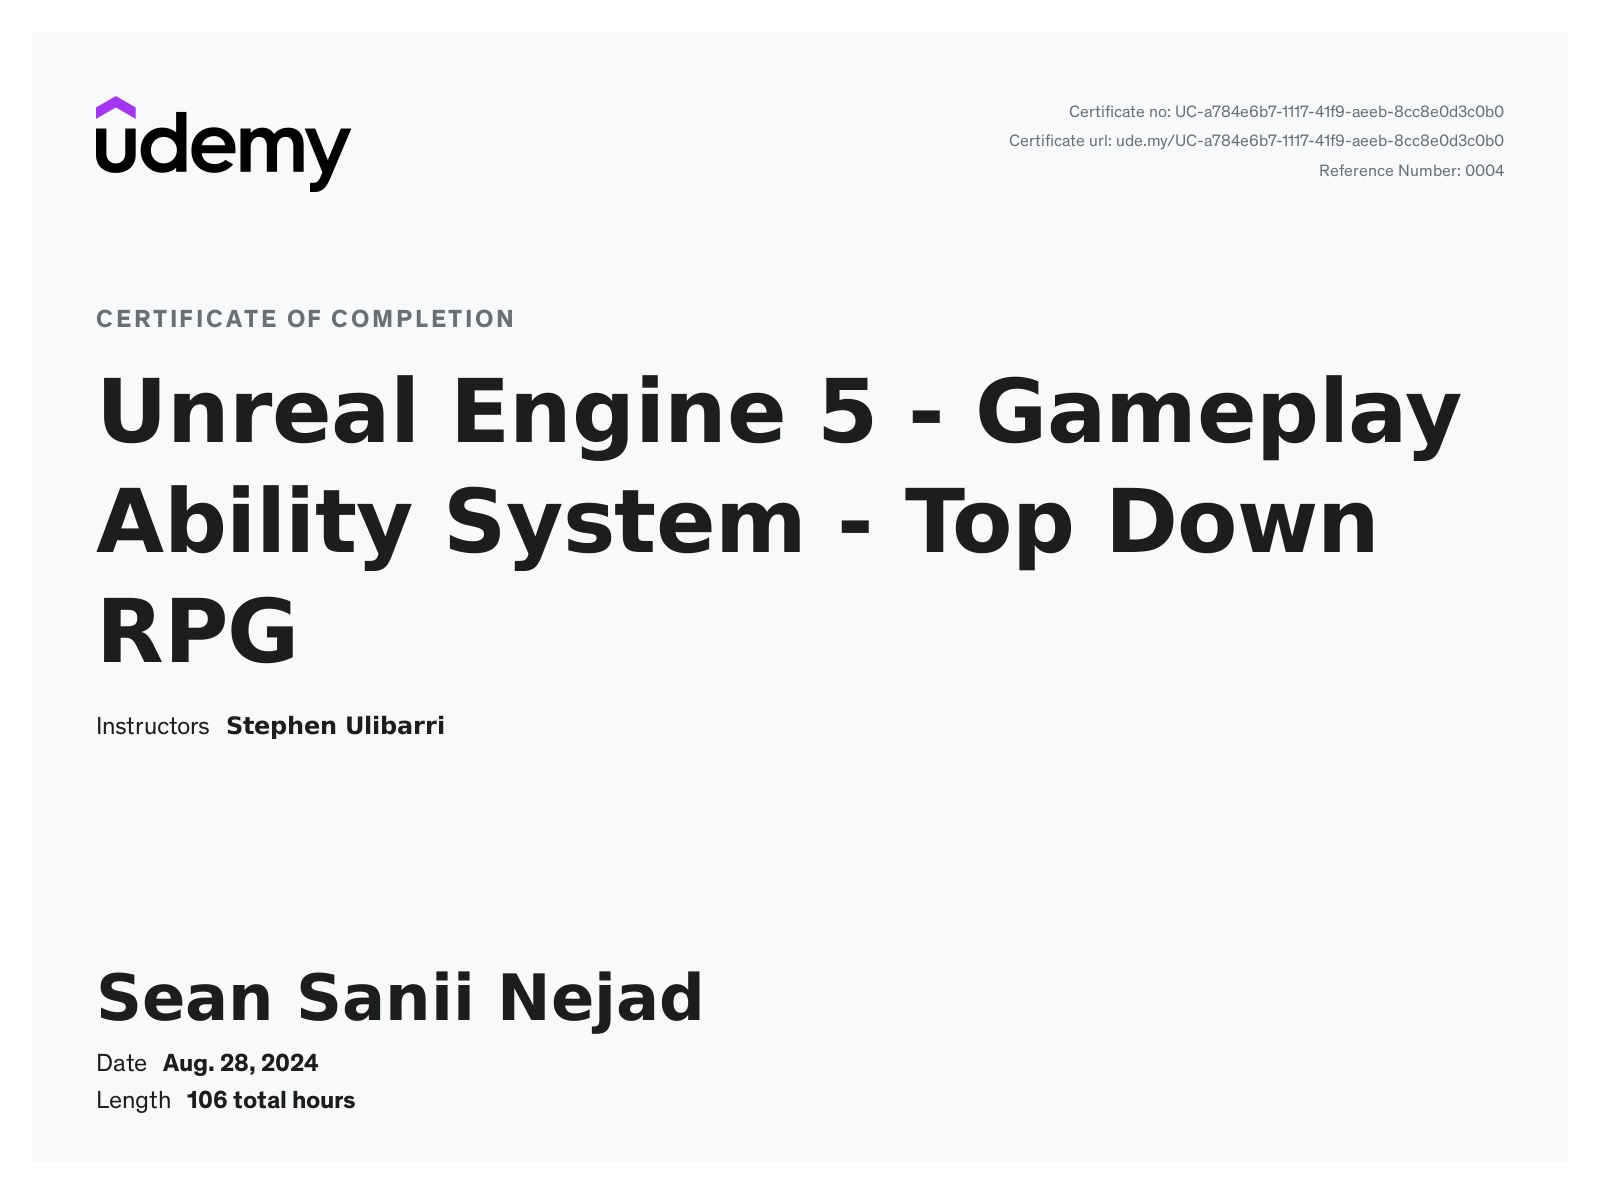 udemy
Certificate no: UC-a784e6b7-1117-41f9-aeeb-8cc8e0d3c0b0
Certificate url: ude.my/UC-a784e6b7-1117-41f9-aeeb-8cc8e0d3c0b0
Reference Number: 0004
CERTIFICATE OF COMPLETION
Unreal Engine 5 - Gameplay
Ability System - Top Down
RPG
Instructors Stephen Ulibarri
Sean Sanii Nejad
Date Aug. 28, 2024
Length 106 total hours